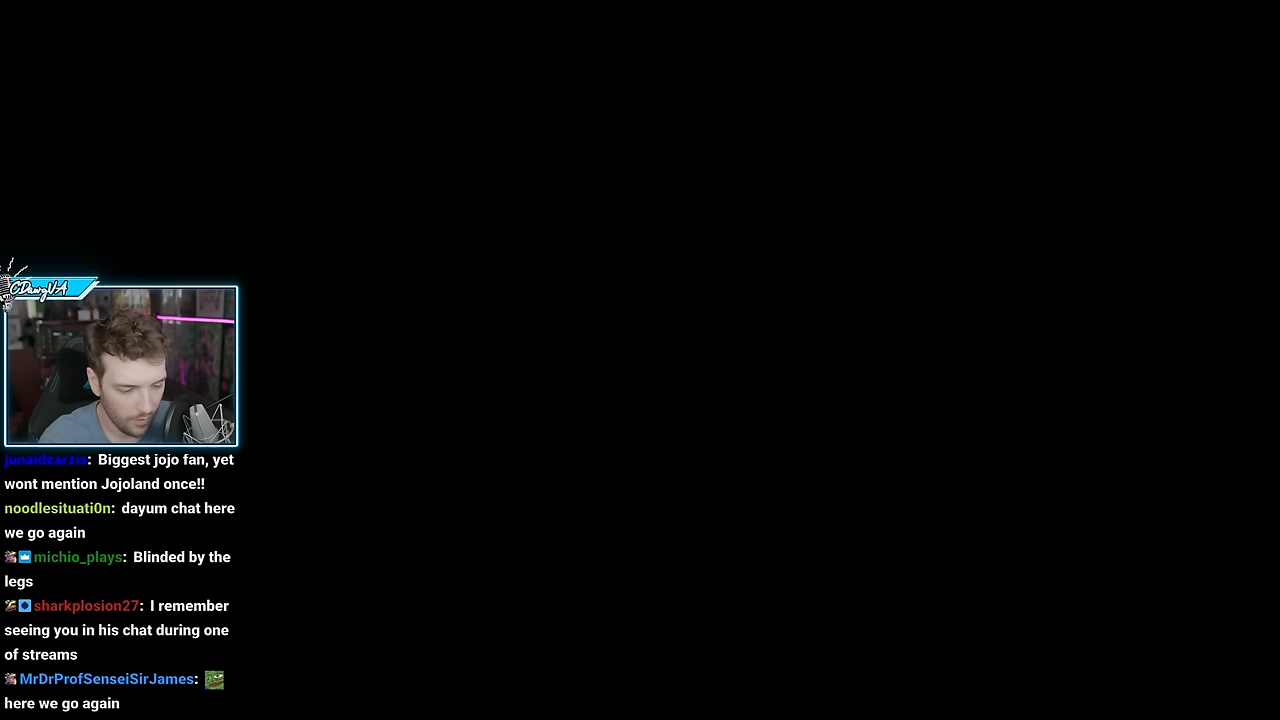 CDawgVA
junaidzarzis: Biggest jojo fan, yet
wont mention Jojoland once!!
noodlesituati0n: dayum chat here
we go again
michio_plays: Blinded by the
legs
sharkplosion27: I remember
seeing you in his chat during one
of streams
MrDrProfSenseiSirJames:
here we go again